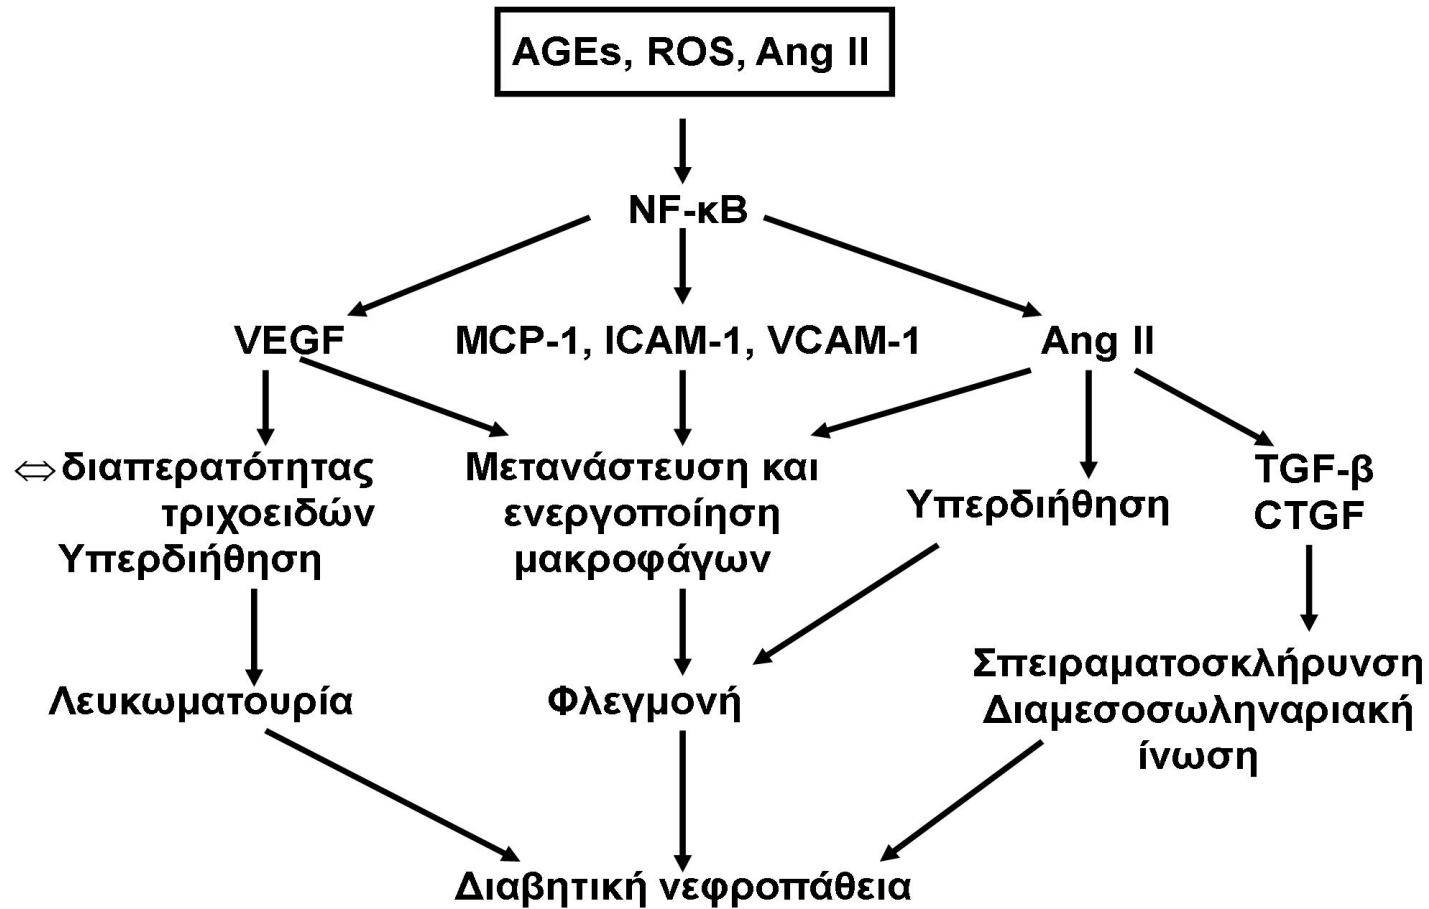 AGEs, ROS, Ang II
NF-κB
VEGF
MCP-1, ICAM-1, VCAM-1
Ang II
⇔διαπερατότητας
τριχοειδών
Υπερδιήθηση
Μετανάστευση και
ενεργοποίηση
μακροφάγων
Υπερδιήθηση
TGF-β
CTGF
Λευκωματουρία
Φλεγμονή
Σπειραματοσκλήρυνση
Διαμεσοσωληναριακή
ίνωση
Διαβητική νεφροπάθεια